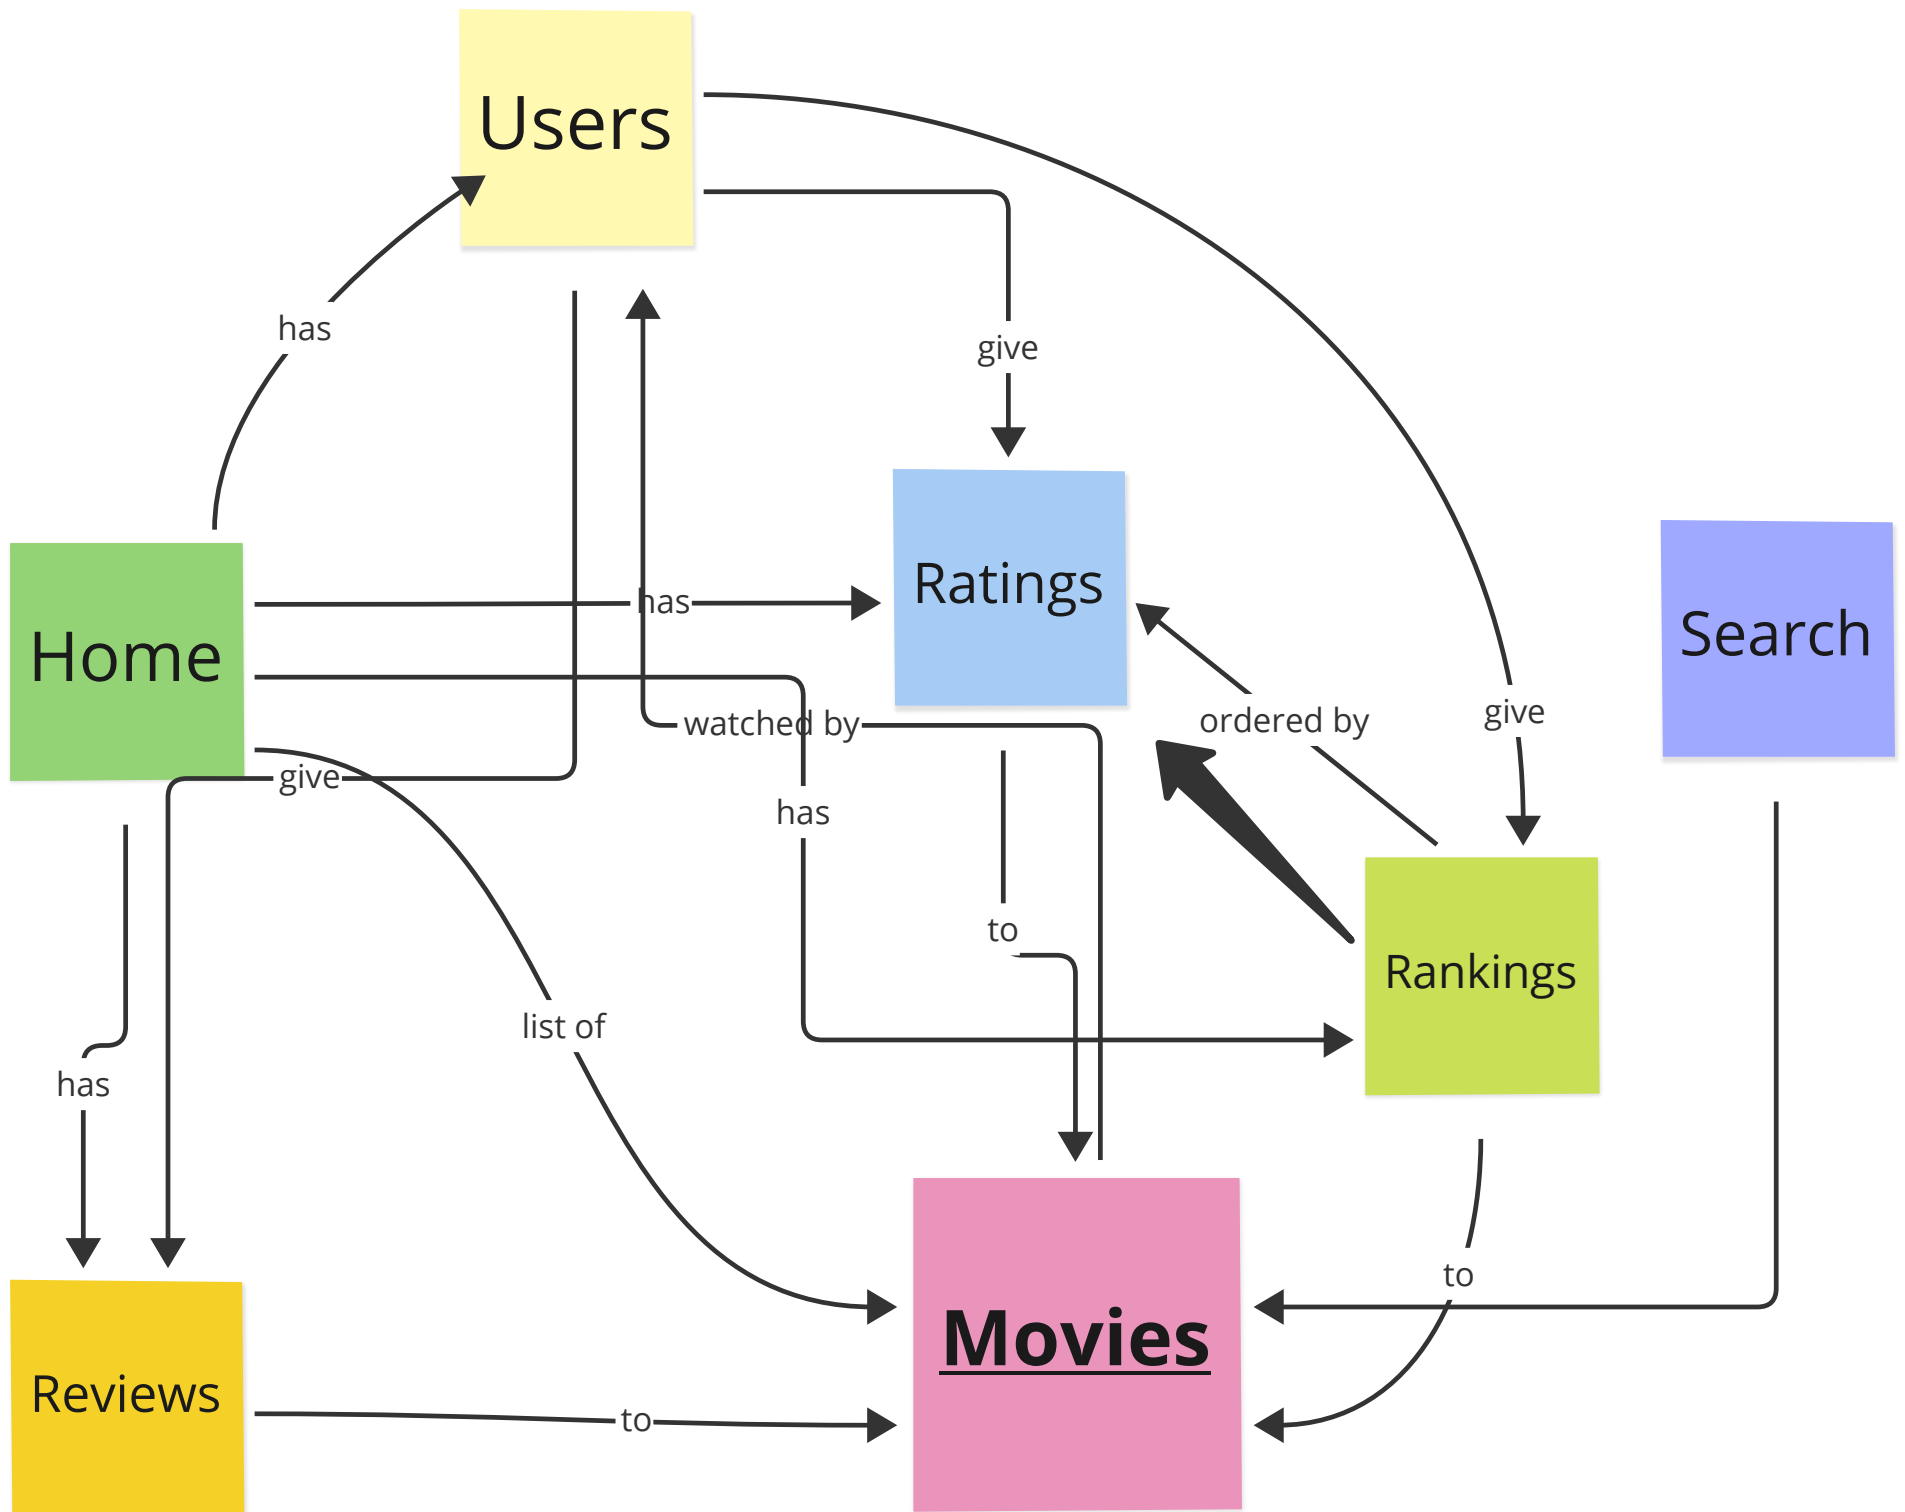 Users
has
give
Ratings
Search
has
Home
ordered by
give
watched by
give
has
to
Rankings
list of
has
to
Movies
Reviews
to